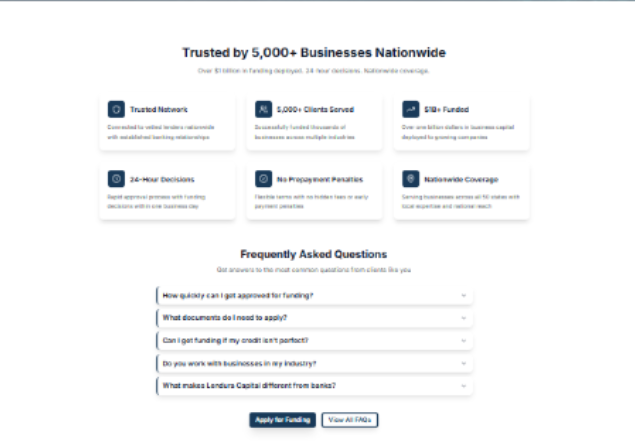 Trusted by 5,000+ Businesses Nationwide
Over $1 billion in funding deployed. 24-hour decisions. Nationwide coverage.
Trusted Network
Connected to vetted lenders nationwide
with established banking relationships
5,000+ Clients Served
Successfully funded thousands of
businesses across multiple industries
$1B+ Funded
Over one billion dollars in business capital
deployed to growing companies
24-Hour Decisions
Rapid approval process with funding
decisions within one business day
No Prepayment Penalties
Flexible terms with no hidden fees or early
payment penalties
Nationwide Coverage
Serving businesses across all 50 states with
local expertise and national reach
Frequently Asked Questions
Get answers to the most common questions from clients like you
How quickly can I get approved for funding?
What documents do I need to apply?
Can I get funding if my credit isn't perfect?
Do you work with businesses in my industry?
What makes Lendura Capital different from banks?
Apply for Funding
View All FAQs